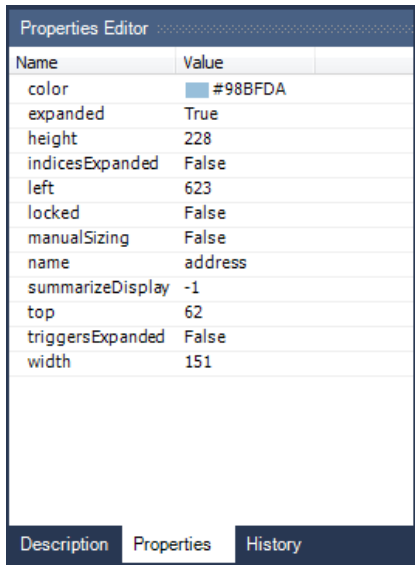 Properties Editor
Name Value
color #98BFDA
expanded True
height 228
indicesExpanded False
left 623
locked False
manualSizing False
name address
summarizeDisplay -1
top 62
triggersExpanded False
width 151
Description Properties History